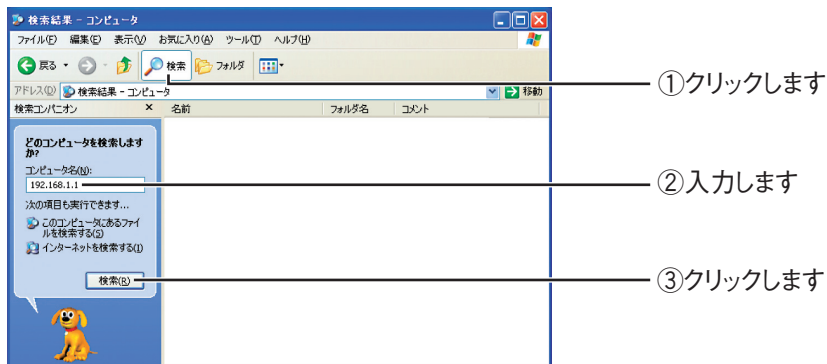 検索結果 - コンピュータ
ファイル(F) 編集(E) 表示(V) お気に入り(A) ツール(T) ヘルプ(H)
戻る 検索 フォルダ
アドレス(D) 検索結果 - コンピュータ 移動
検索コンパニオン × 名前 フォルダ名 コメント
どのコンピュータを検索します
か?
コンピュータ名(N):
192.168.1.1
次の項目も実行できます...
このコンピュータにあるファイ
ルを検索する(S)
インターネットを検索する(I)
検索(R)
①クリックします
②入力します
③クリックします